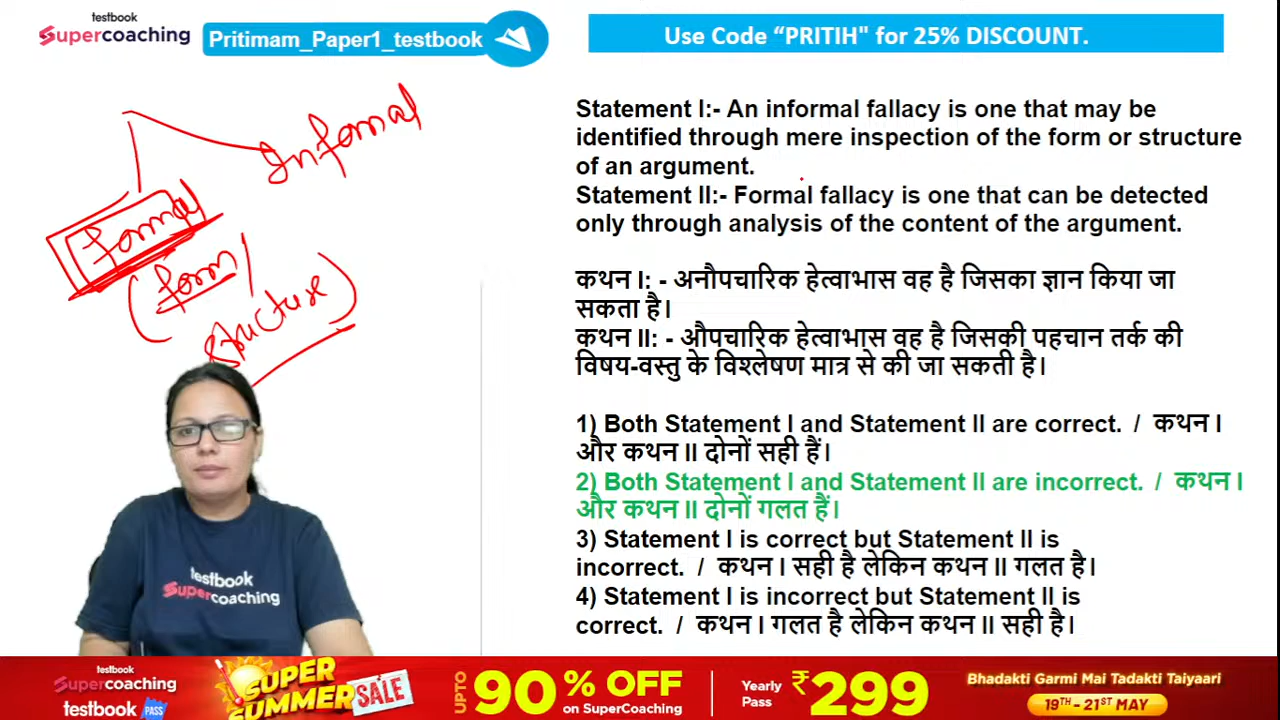 testbook
Supercoaching
Pritimam_Paper1_testbook
Use Code “PRITIH" for 25% DISCOUNT.
Informal
formal
(form/
structure)
Statement I:- An informal fallacy is one that may be
identified through mere inspection of the form or structure
of an argument.
Statement II:- Formal fallacy is one that can be detected
only through analysis of the content of the argument.
कथन I: - अनौपचारिक हेत्वाभास वह है जिसका ज्ञान किया जा
सकता है।
कथन II: - औपचारिक हेत्वाभास वह है जिसकी पहचान तर्क की
विषय-वस्तु के विश्लेषण मात्र से की जा सकती है।
1) Both Statement I and Statement II are correct. / कथन I
और कथन II दोनों सही हैं।
2) Both Statement I and Statement II are incorrect. / कथन I
और कथन II दोनों गलत हैं।
3) Statement I is correct but Statement II is
incorrect. / कथन I सही है लेकिन कथन II गलत है।
4) Statement I is incorrect but Statement II is
correct. / कथन I गलत है लेकिन कथन II सही है।
testbook
Supercoaching
testbook
Supercoaching
testbook PASS
SUPER
SUMMER SALE
UPTO 90% OFF
on SuperCoaching
Yearly
Pass ₹299
Bhadakti Garmi Mai Tadakti Taiyaari
19TH - 21ST MAY